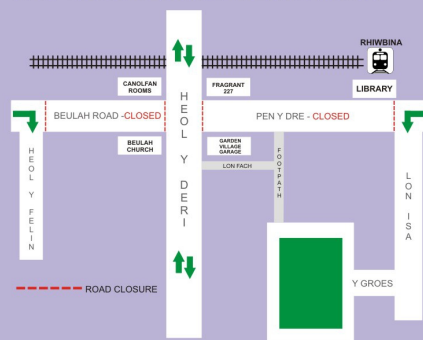 RHIWBINA
CANOLFAN
ROOMS
FRAGRANT
227
LIBRARY
BEULAH ROAD -CLOSED
PEN Y DRE - CLOSED
BEULAH
CHURCH
GARDEN
VILLAGE
GARAGE
LON FACH
FOOTPATH
HEOL Y DERI
HEOL Y FELIN
LON ISA
Y GROES
ROAD CLOSURE